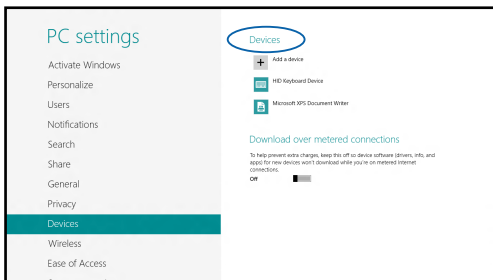 PC settings
Activate Windows
Personalize
Users
Notifications
Search
Share
General
Privacy
Devices
Wireless
Ease of Access
Devices
Add a device
HID Keyboard Device
Microsoft XPS Document Writer
Download over metered connections
To help prevent extra charges, keep this off so device software (drivers, info, and
apps) for new devices won't download while you're on metered Internet
connections.
Off